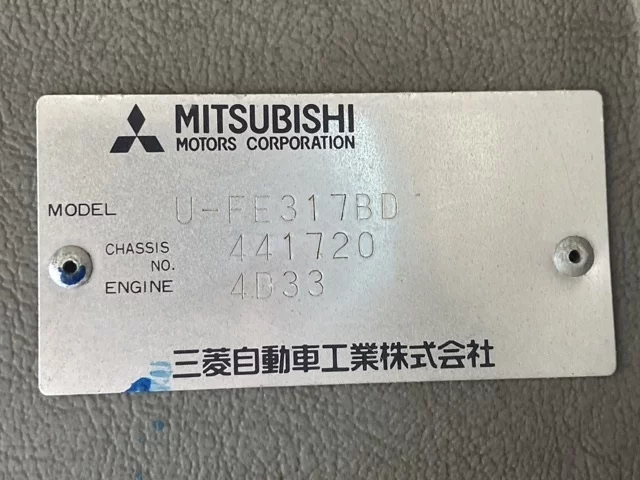 MITSUBISHI
MOTORS CORPORATION
MODEL U-FE317BD
CHASSIS NO. 441720
ENGINE 4D33
三菱自動車工業株式会社